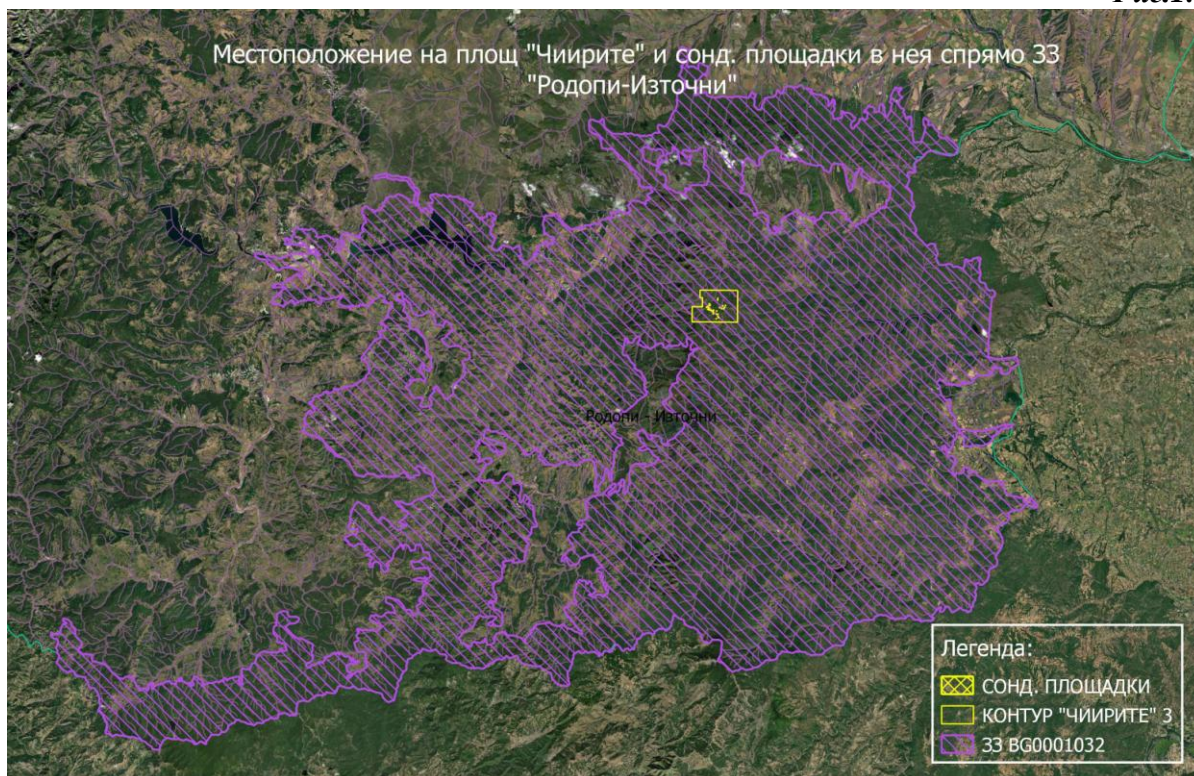 Местоположение на площ "Чиирите" и сонд. площадки в нея спрямо ЗЗ
"Родопи-Източни"
Родопи - Източни
Легенда:
СОНД. ПЛОЩАДКИ
КОНТУР "ЧИИРИТЕ" 3
ЗЗ BG0001032